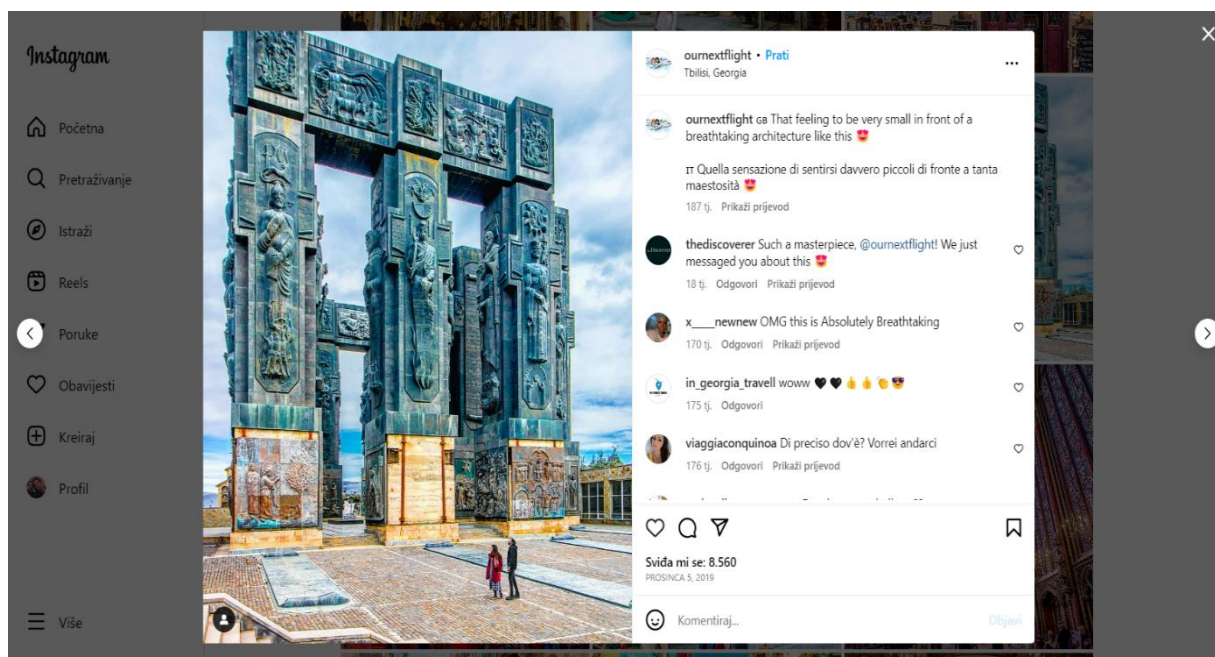 Instagram
Početna
Pretraživanje
Istraži
Reels
Poruke
Obavijesti
Kreiraj
Profil
Više
ournextflight • Prati
Tbilisi, Georgia
ournextflight GB That feeling to be very small in front of a
breathtaking architecture like this 😍
IT Quella sensazione di sentirsi davvero piccoli di fronte a tanta
maestosità 😍
187 tj. Prikaži prijevod
thediscoverer Such a masterpiece, @ournextflight! We just
messaged you about this 😍
18 tj. Odgovori Prikaži prijevod
x____newnew OMG this is Absolutely Breathtaking
170 tj. Odgovori Prikaži prijevod
in_georgia_travell woww 🖤🖤👍👍👏😎
175 tj. Odgovori
viaggiaconquinoa Di preciso dov'è? Vorrei andarci
176 tj. Odgovori Prikaži prijevod
Sviđa mi se: 8.560
PROSINCA 5, 2019
Komentiraj...
Objavi